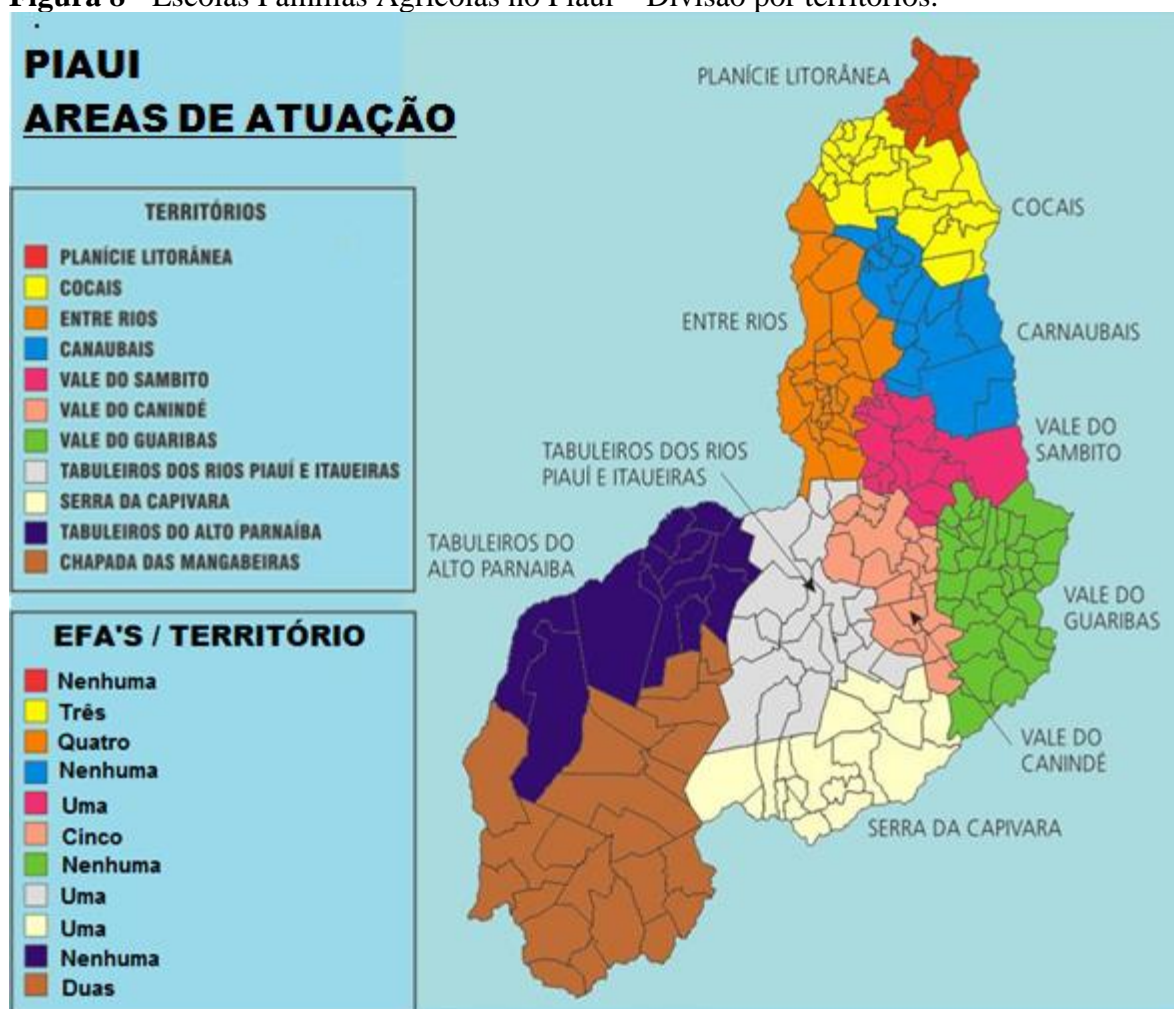 Figura 8 - Escolas Famílias Agrícolas no Piauí – Divisão por territórios.
PIAUI
AREAS DE ATUAÇÃO
TERRITÓRIOS
PLANÍCIE LITORÂNEA
COCAIS
ENTRE RIOS
CANAUBAIS
VALE DO SAMBITO
VALE DO CANINDÉ
VALE DO GUARIBAS
TABULEIROS DOS RIOS PIAUÍ E ITAUEIRAS
SERRA DA CAPIVARA
TABULEIROS DO ALTO PARNAÍBA
CHAPADA DAS MANGABEIRAS
EFA'S / TERRITÓRIO
Nenhuma
Três
Quatro
Nenhuma
Uma
Cinco
Nenhuma
Uma
Uma
Nenhuma
Duas
PLANÍCIE LITORÂNEA
COCAIS
ENTRE RIOS
CARNAUBAIS
VALE DO
SAMBITO
TABULEIROS DOS RIOS
PIAUÍ E ITAUEIRAS
TABULEIROS DO
ALTO PARNAIBA
VALE DO
GUARIBAS
VALE DO
CANINDÉ
SERRA DA CAPIVARA